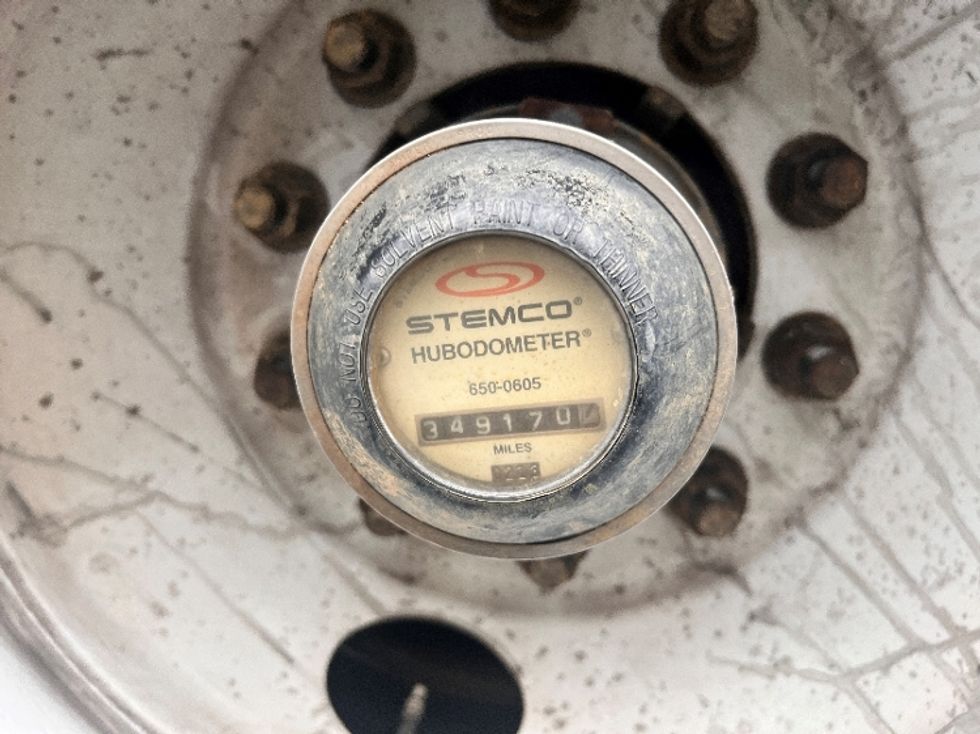 DO NOT USE SOLVENT PAINT OR THINNER
STEMCO®
HUBODOMETER®
650-0605
349170
MILES